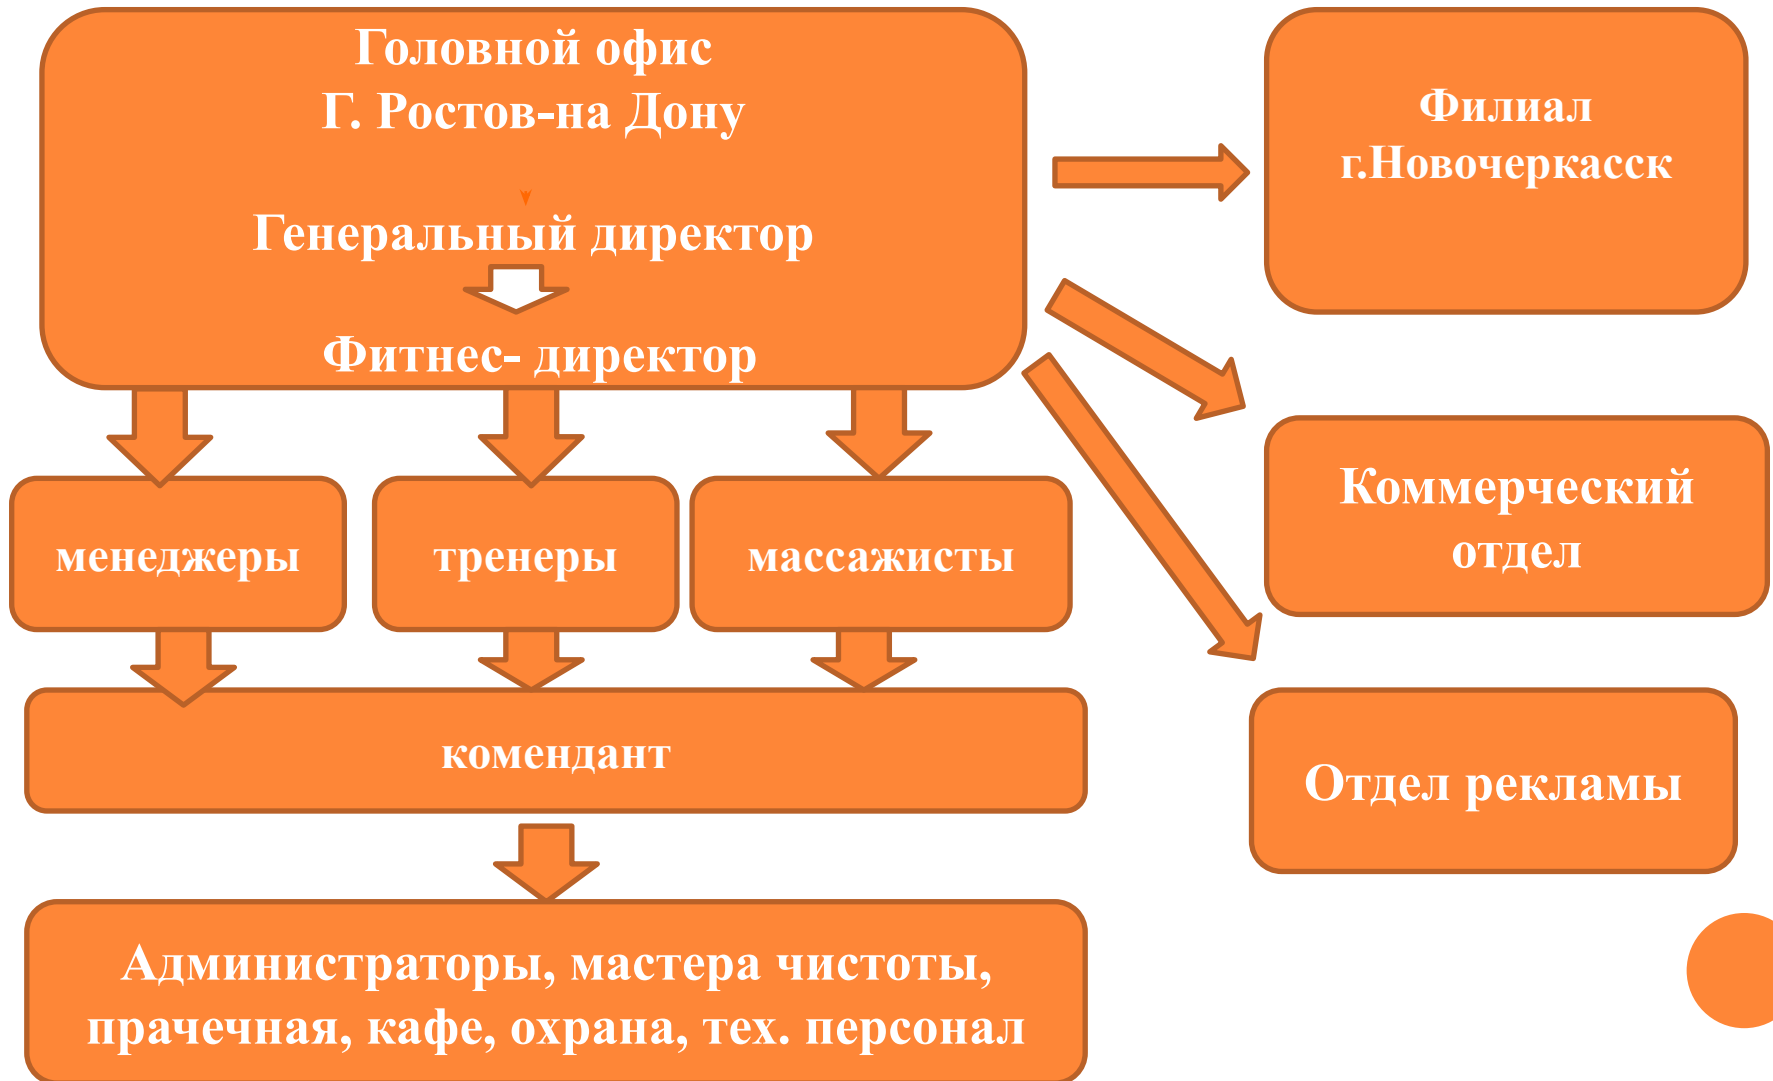 Головной офис
Г. Ростов-на Дону
Генеральный директор
Фитнес- директор
Филиал
г.Новочеркасск
Коммерческий
отдел
Отдел рекламы
менеджеры
тренеры
массажисты
комендант
Администраторы, мастера чистоты,
прачечная, кафе, охрана, тех. персонал